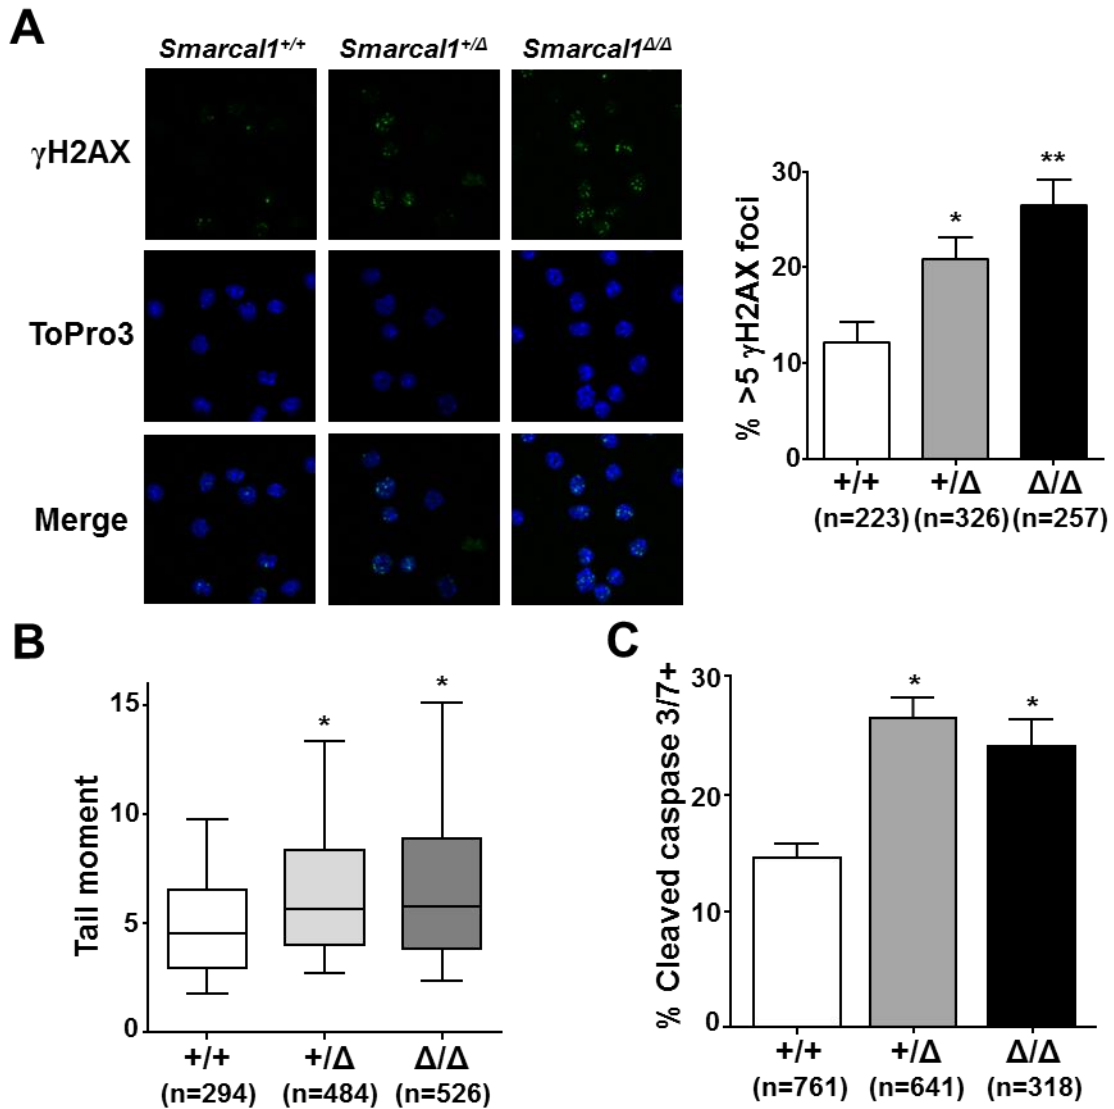 A
Smarcal1+/+ Smarcal1+/Δ Smarcal1Δ/Δ
γH2AX
ToPro3
Merge
% >5 γH2AX foci
30
20
10
0
* **
+/+ +/Δ Δ/Δ
(n=223) (n=326) (n=257)
B
Tail moment
15
10
5
0
* *
+/+ +/Δ Δ/Δ
(n=294) (n=484) (n=526)
C
% Cleaved caspase 3/7+
30
20
10
0
* *
+/+ +/Δ Δ/Δ
(n=761) (n=641) (n=318)